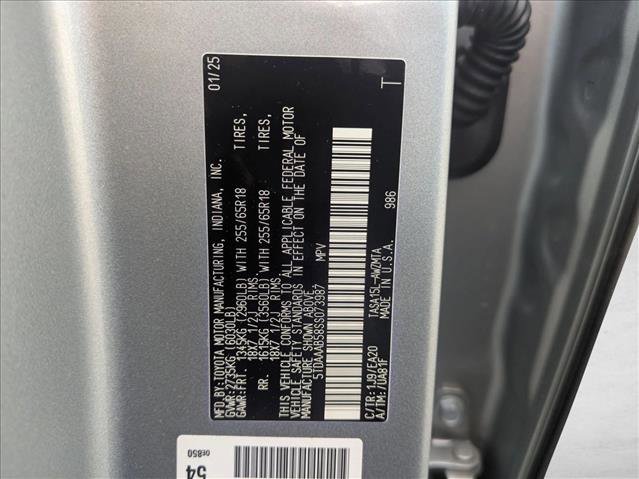 MFD.BY:TOYOTA MOTOR MANUFACTURING, INDIANA, INC. 01/25
GVWR:2735KG (6030LB)
GAWR:FRT. 1345KG (2960LB) WITH 255/65R18 TIRES,
18X7 1/2J RIMS,
RR. 1615KG (3560LB) WITH 255/65R18 TIRES,
18X7 1/2J RIMS,
THIS VEHICLE CONFORMS TO ALL APPLICABLE FEDERAL MOTOR
VEHICLE SAFETY STANDARDS IN EFFECT ON THE DATE OF
MANUFACTURE SHOWN ABOVE.
5TDAAAB58SS073987 MPV
C/TR:1J9/EA20 TASA15L-AWZMTA T
A/TM:/UA81F MADE IN U.S.A. 986
54
0E850